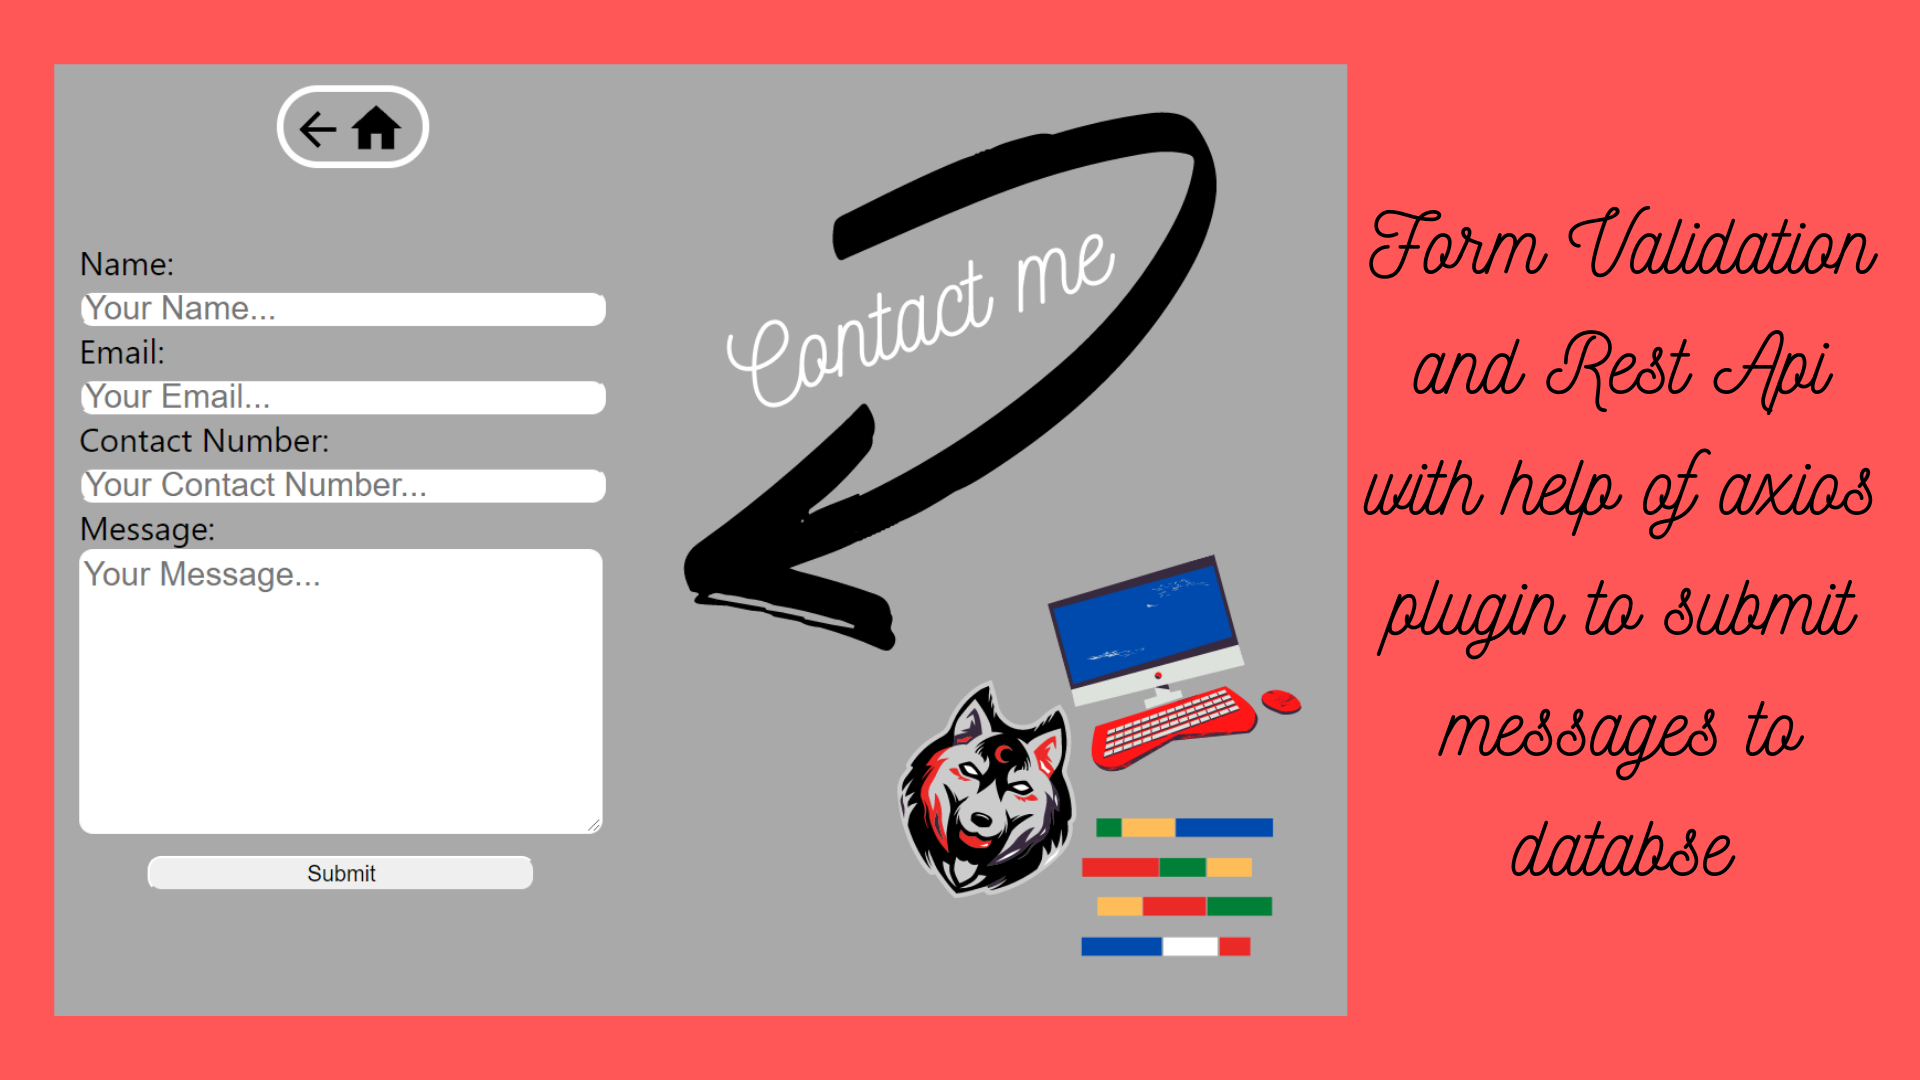 Name:
Your Name...
Email:
Your Email...
Contact Number:
Your Contact Number...
Message:
Your Message...
Submit
Contact me
Form Validation
and Rest Api
with help of axios
plugin to submit
messages to
databse